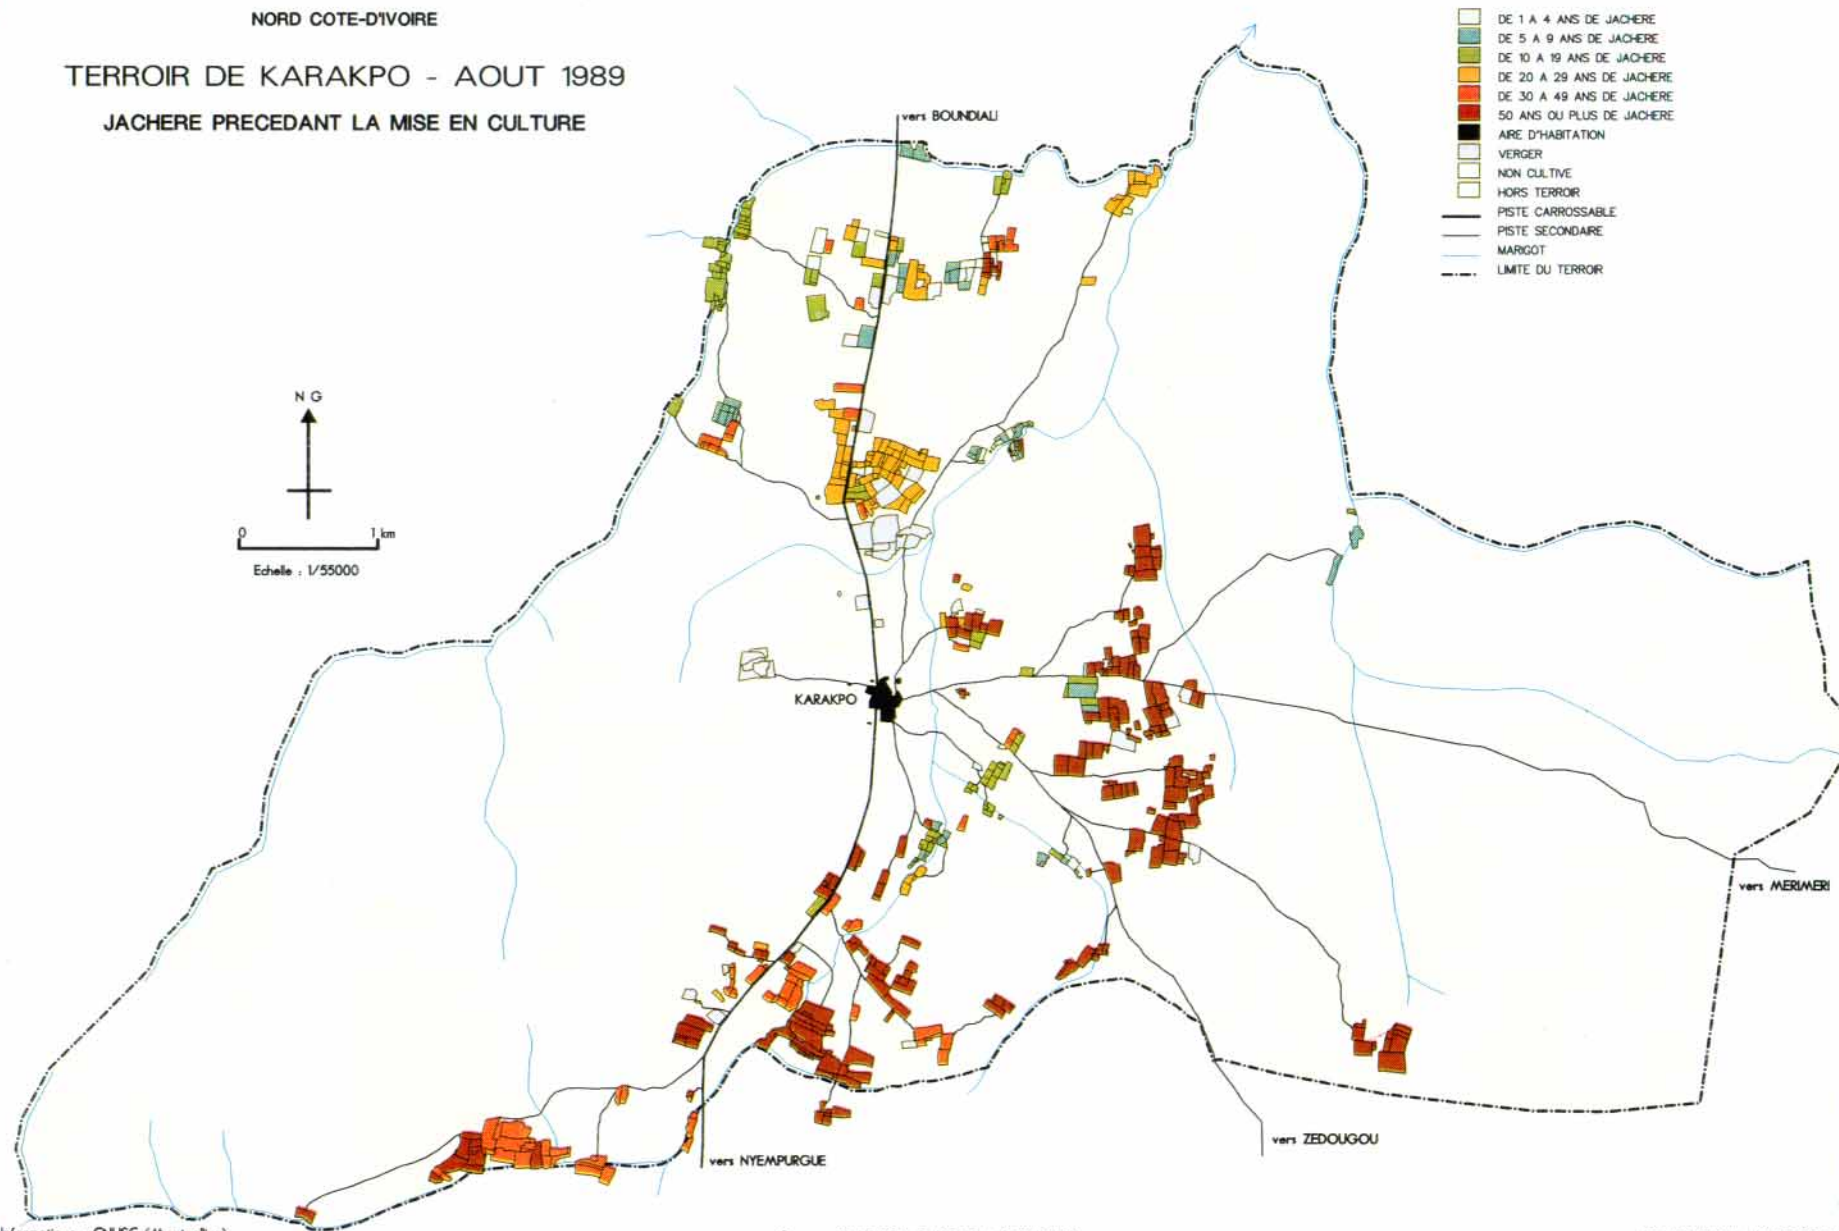 NORD COTE-D'IVOIRE
TERROIR DE KARAKPO - AOUT 1989
JACHERE PRECEDANT LA MISE EN CULTURE
DE 1 A 4 ANS DE JACHERE
DE 5 A 9 ANS DE JACHERE
DE 10 A 19 ANS DE JACHERE
DE 20 A 29 ANS DE JACHERE
DE 30 A 49 ANS DE JACHERE
50 ANS OU PLUS DE JACHERE
AIRE D'HABITATION
VERGER
NON CULTIVE
HORS TERROIR
PISTE CARROSSABLE
PISTE SECONDAIRE
MARIGOT
LIMITE DU TERROIR
vers BOUNDIALI
N G
0 1 km
Echelle : 1/55000
KARAKPO
vers MERIMERI
vers ZEDOUGOU
vers NYEMPURGUE